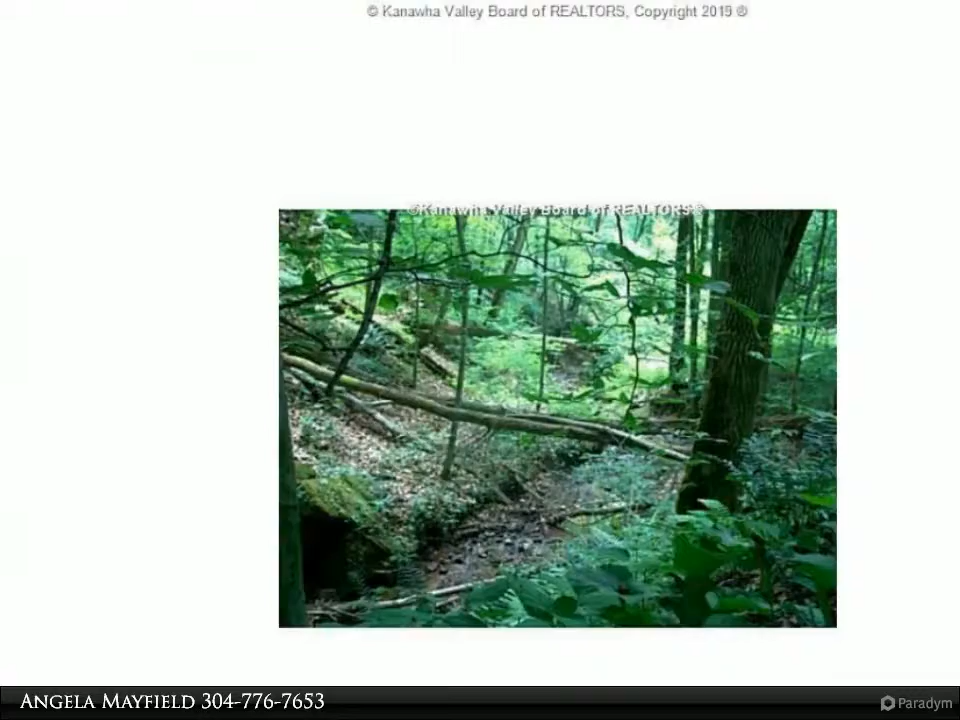 © Kanawha Valley Board of REALTORS, Copyright 2015 ®
©Kanawha Valley Board of REALTORS®
ANGELA MAYFIELD 304-776-7653
Paradym